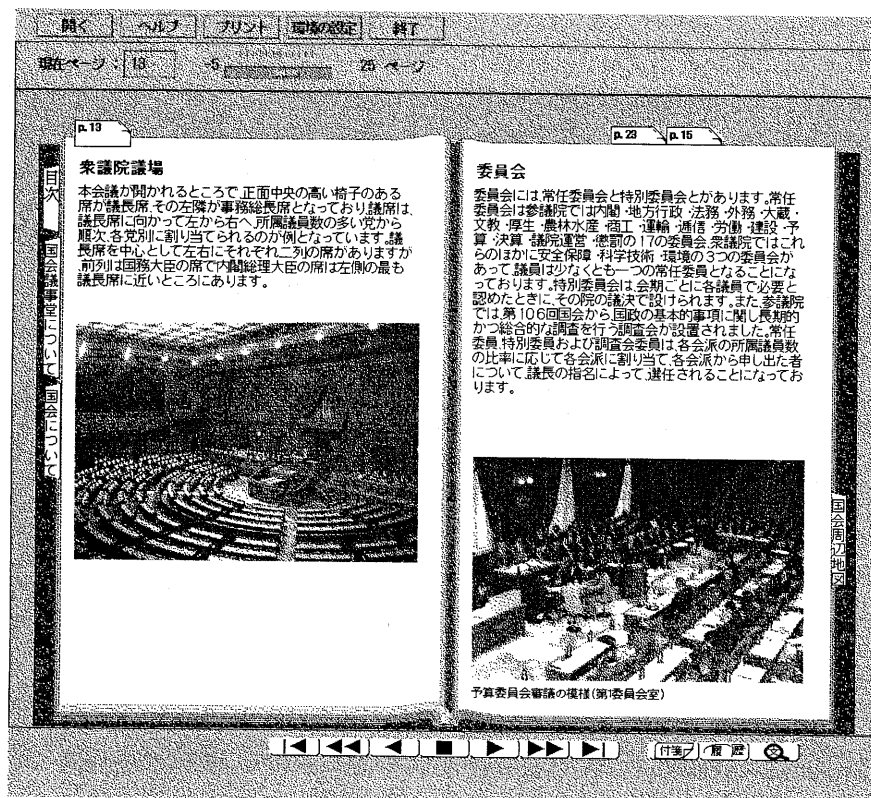 開く ヘルプ プリント 環境の設定 終了
現在ページ : 13 -5 25 ページ
p.13
p.23 p.15
目次
国会議事堂について
国会について
衆議院議場
本会議が開かれるところで、正面中央の高い椅子のある
席が議長席、その左隣が事務総長席となっており、議席は、
議長席に向かって左から右へ、所属議員数の多い党から
順次、各党別に割り当てられるのが例となっています。議
長席を中心として左右にそれぞれ二列の席がありますが
、前列は国務大臣の席で内閣総理大臣の席は左側の最も
議長席に近いところにあります。
委員会
委員会には、常任委員会と特別委員会とがあります。常任
委員会は参議院では内閣・地方行政・法務・外務・大蔵・
文教・厚生・農林水産・商工・運輸・逓信・労働・建設・予
算・決算・議院運営・懲罰の17の委員会、衆議院ではこれ
らのほかに安全保障・科学技術・環境の3つの委員会が
あって、議員は少なくとも一つの常任委員となることにな
っております。特別委員会は、会期ごとに各議員で必要と
認めたときに、その院の議決で設けられます。また、参議院
では、第106回国会から、国政の基本的事項に関し長期的
かつ総合的な調査を行う調査会が設置されました。常任
委員、特別委員および調査会委員は、各会派の所属議員数
の比率に応じて各会派に割り当て、各会派から申し出た者
について、議長の指名によって、選任されることになってお
ります。
予算委員会審議の模様(第1委員会室)
国会周辺地図
付箋 履歴